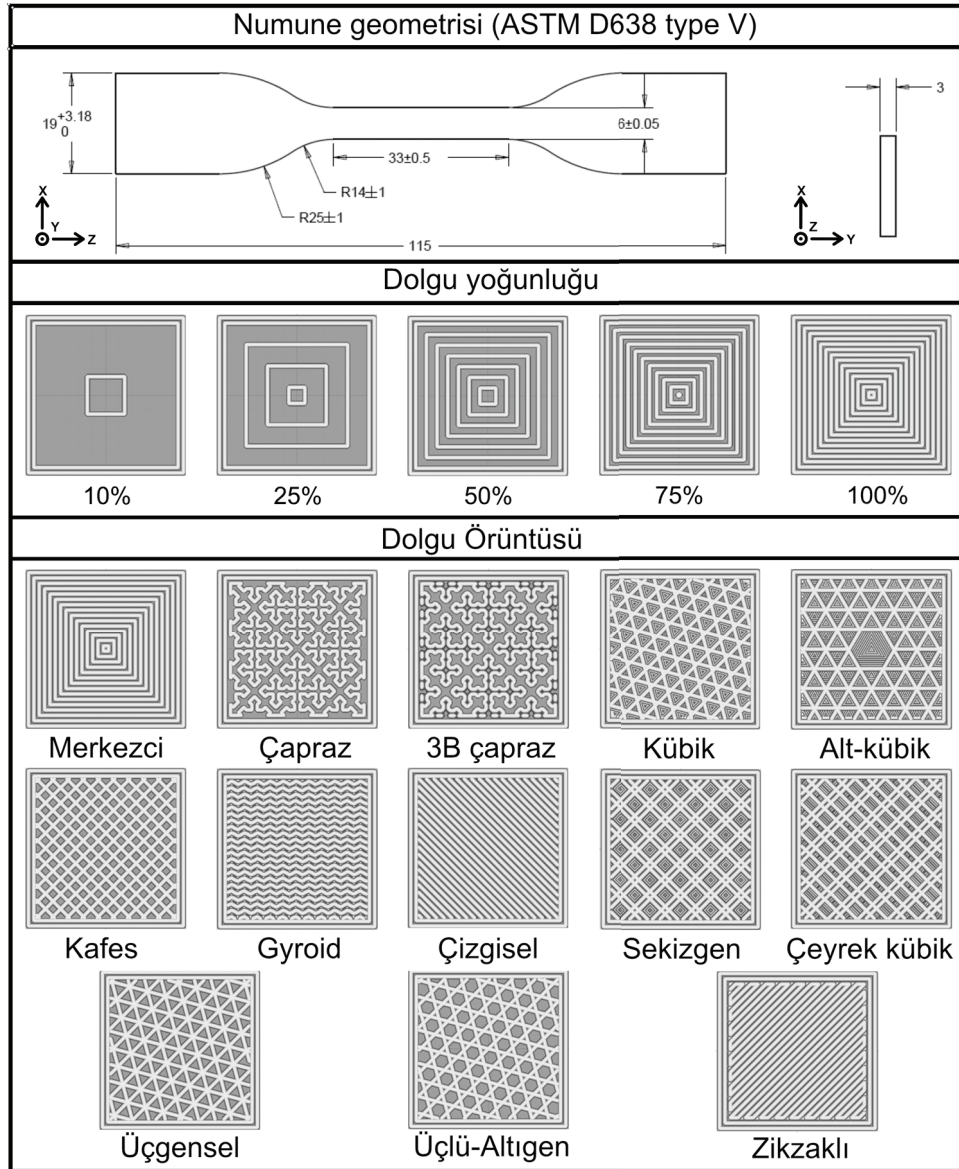 Numune geometrisi (ASTM D638 type V)
19 +3.18 0
6±0.05
3
33±0.5
R14±1
R25±1
115
X
Y
Z
X
Z
Y
Dolgu yoğunluğu
10% 25% 50% 75% 100%
Dolgu Örüntüsü
Merkezci Çapraz 3B çapraz Kübik Alt-kübik
Kafes Gyroid Çizgisel Sekizgen Çeyrek kübik
Üçgensel Üçlü-Altıgen Zikzaklı